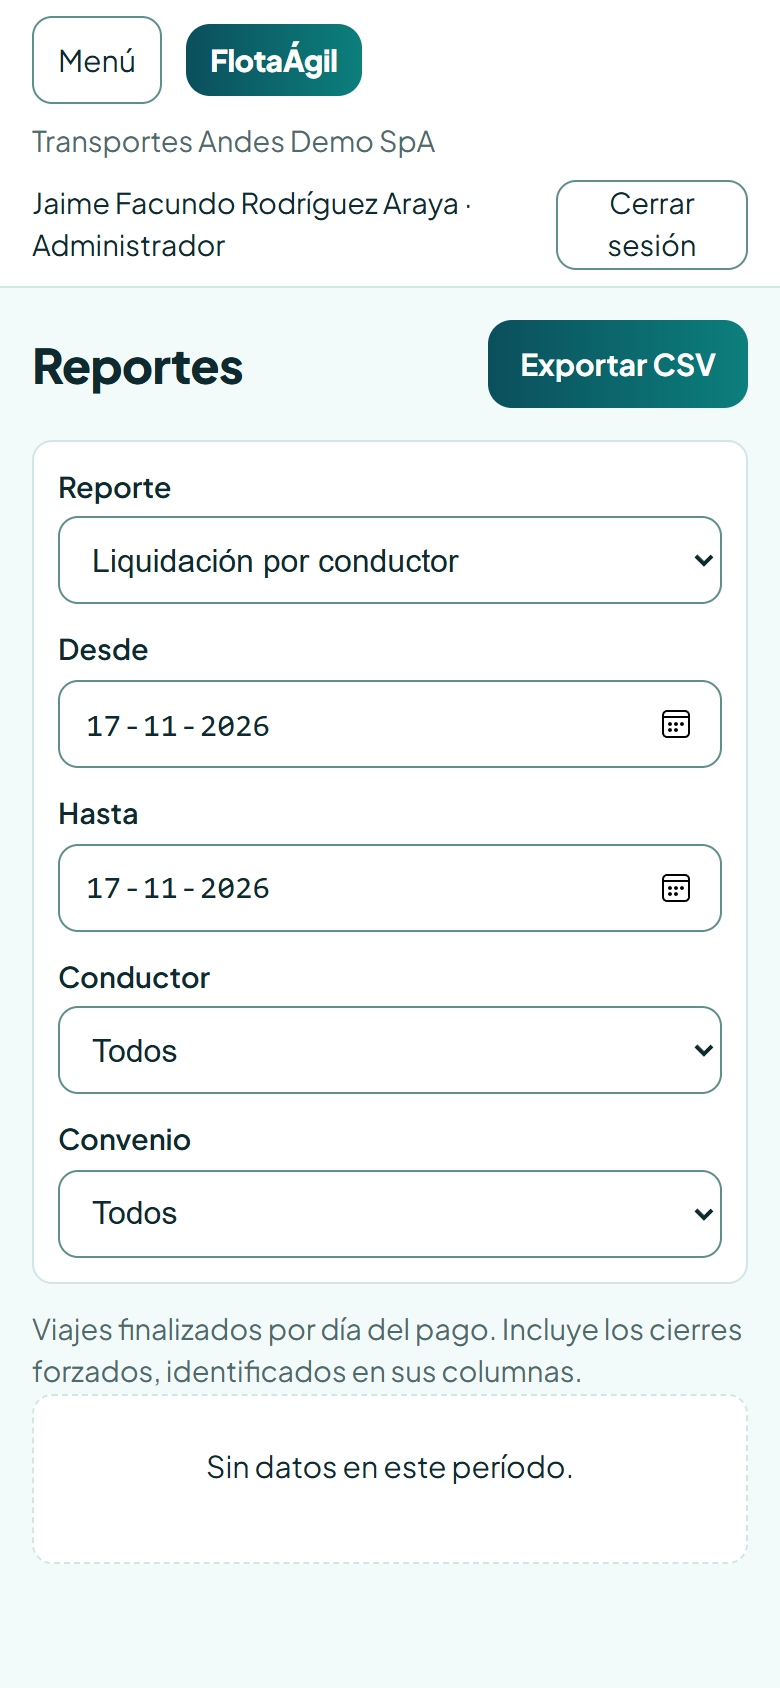 Menú
FlotaÁgil
Transportes Andes Demo SpA
Jaime Facundo Rodríguez Araya ·
Administrador
Cerrar
sesión
Reportes
Exportar CSV
Reporte
Liquidación por conductor
Desde
17-11-2026
Hasta
17-11-2026
Conductor
Todos
Convenio
Todos
Viajes finalizados por día del pago. Incluye los cierres
forzados, identificados en sus columnas.
Sin datos en este período.